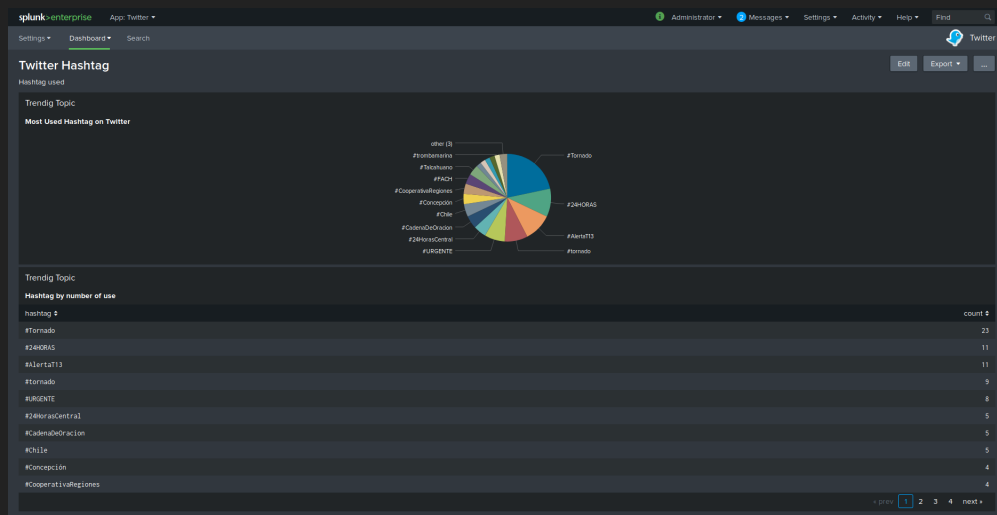 splunk>enterprise App: Twitter Administrator 2 Messages Settings Activity Help Find
Settings Dashboard Search Twitter
Twitter Hashtag Edit Export ...
Hashtag used
Trendig Topic
Most Used Hashtag on Twitter
other (3)
#trombamarina
#Talcahuano
#FACH
#CooperativaRegiones
#Concepción
#Chile
#CadenaDeOracion
#24HorasCentral
#URGENTE
#Tornado
#24HORAS
#AlertaT13
#tornado
Trendig Topic
Hashtag by number of use
hashtag count
#Tornado 23
#24HORAS 11
#AlertaT13 11
#tornado 9
#URGENTE 8
#24HorasCentral 5
#CadenaDeOracion 5
#Chile 5
#Concepción 4
#CooperativaRegiones 4
« prev 1 2 3 4 next »